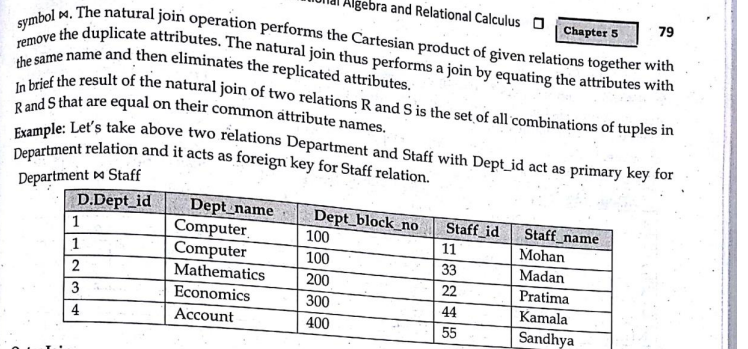 Algebra and Relational Calculus Chapter 5 79
symbol ⋈. The natural join operation performs the Cartesian product of given relations together with
remove the duplicate attributes. The natural join thus performs a join by equating the attributes with
the same name and then eliminates the replicated attributes.
In brief the result of the natural join of two relations R and S is the set of all combinations of tuples in
R and S that are equal on their common attribute names.
Example: Let's take above two relations Department and Staff with Dept_id act as primary key for
Department relation and it acts as foreign key for Staff relation.
Department ⋈ Staff
D.Dept_id Dept_name Dept_block_no Staff_id Staff_name
1 Computer 100 11 Mohan
1 Computer 100 33 Madan
2 Mathematics 200 22 Pratima
3 Economics 300 44 Kamala
4 Account 400 55 Sandhya